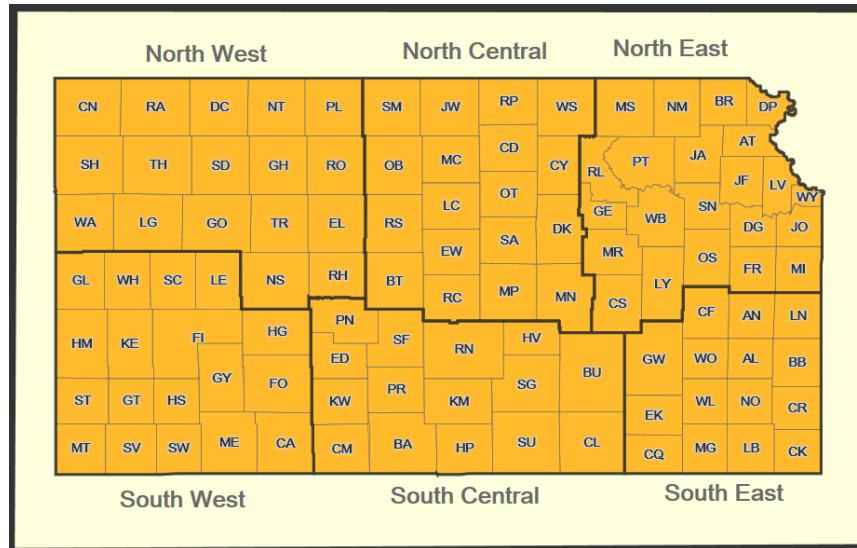 North West North Central North East
CN RA DC NT PL SM JW RP WS MS NM BR DP
SH TH SD GH RO OB MC CD CY RL PT JA AT
JF LV WY
WA LG GO TR EL RS LC OT DK GE WB SN DG JO
GL WH SC LE NS RH BT EW SA MR OS FR MI
RC MP MN CS LY
HM KE FI HG PN SF RN HV CF AN LN
ED GW WO AL BB
GY FO PR SG BU
ST GT HS KW KM EK WL NO CR
MT SV SW ME CA CM BA HP SU CL CQ MG LB CK
South West South Central South East